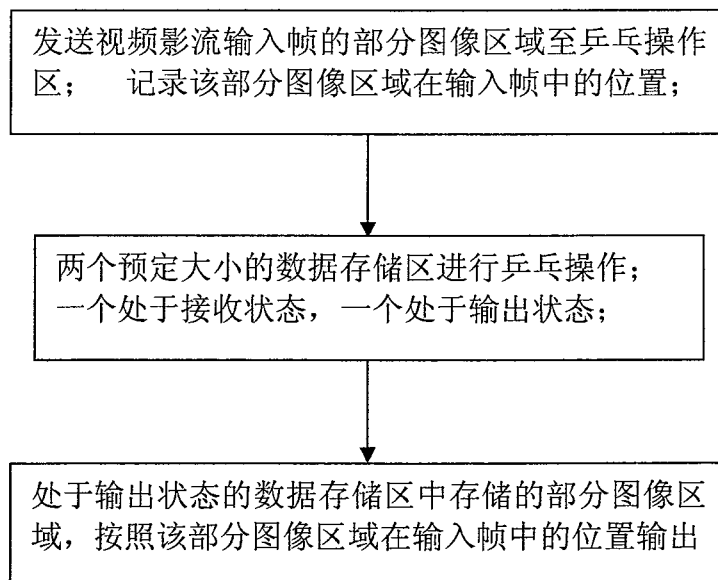 发送视频影流输入帧的部分图像区域至乒乓操作
区；　记录该部分图像区域在输入帧中的位置；
两个预定大小的数据存储区进行乒乓操作；
一个处于接收状态，一个处于输出状态；
处于输出状态的数据存储区中存储的部分图像区
域，按照该部分图像区域在输入帧中的位置输出